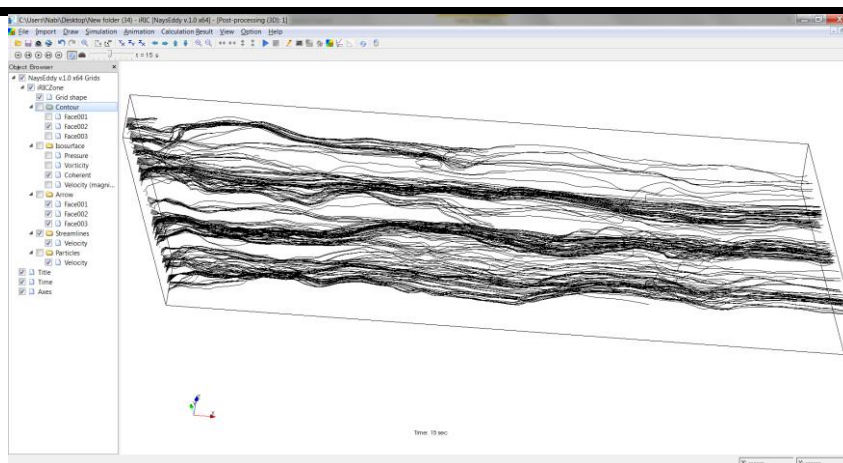 C:\Users\Nabi\Desktop\New folder (34) - iRIC [NaysEddy v.1.0 x64] - [Post-processing (3D): 1]
File Import Draw Simulation Animation Calculation Result View Option Help
t = 15 s
Object Browser
NaysEddy v.1.0 x64 Grids
iRICZone
Grid shape
Contour
Face001
Face002
Face003
Isosurface
Pressure
Vorticity
Coherent
Velocity (magni...
Arrow
Face001
Face002
Face003
Streamlines
Velocity
Particles
Velocity
Title
Time
Axes
Time: 15 sec